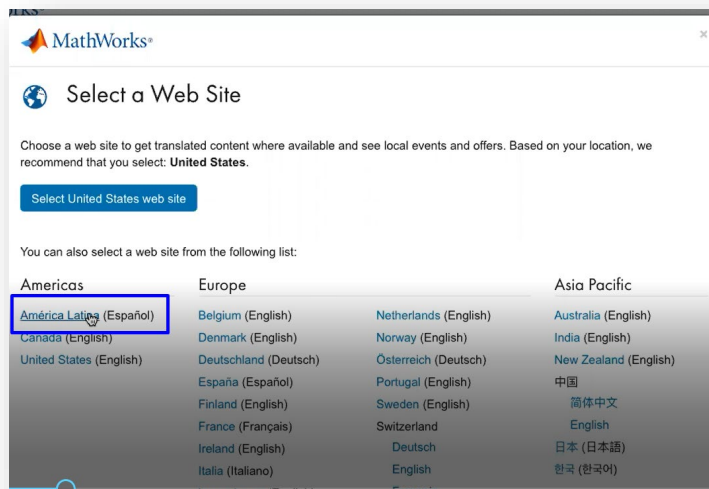 MathWorks®
×
Select a Web Site
Choose a web site to get translated content where available and see local events and offers. Based on your location, we
recommend that you select: United States.
Select United States web site
You can also select a web site from the following list:
Americas
América Latina (Español)
Canada (English)
United States (English)
Europe
Belgium (English)
Denmark (English)
Deutschland (Deutsch)
España (Español)
Finland (English)
France (Français)
Ireland (English)
Italia (Italiano)
Netherlands (English)
Norway (English)
Österreich (Deutsch)
Portugal (English)
Sweden (English)
Switzerland
Deutsch
English
Asia Pacific
Australia (English)
India (English)
New Zealand (English)
中国
简体中文
English
日本 (日本語)
한국 (한국어)